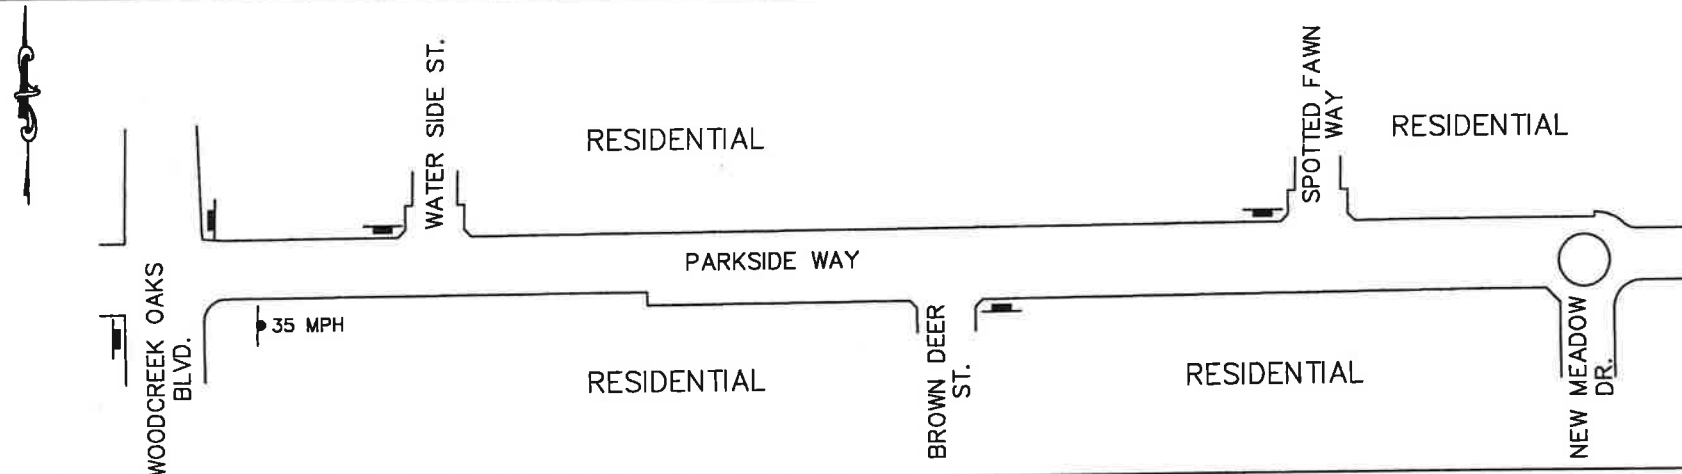 WATER SIDE ST.
SPOTTED FAWN
WAY
RESIDENTIAL
RESIDENTIAL
PARKSIDE WAY
WOODCREEK OAKS
BLVD.
35 MPH
BROWN DEER
ST.
NEW MEADOW
DR.
RESIDENTIAL
RESIDENTIAL